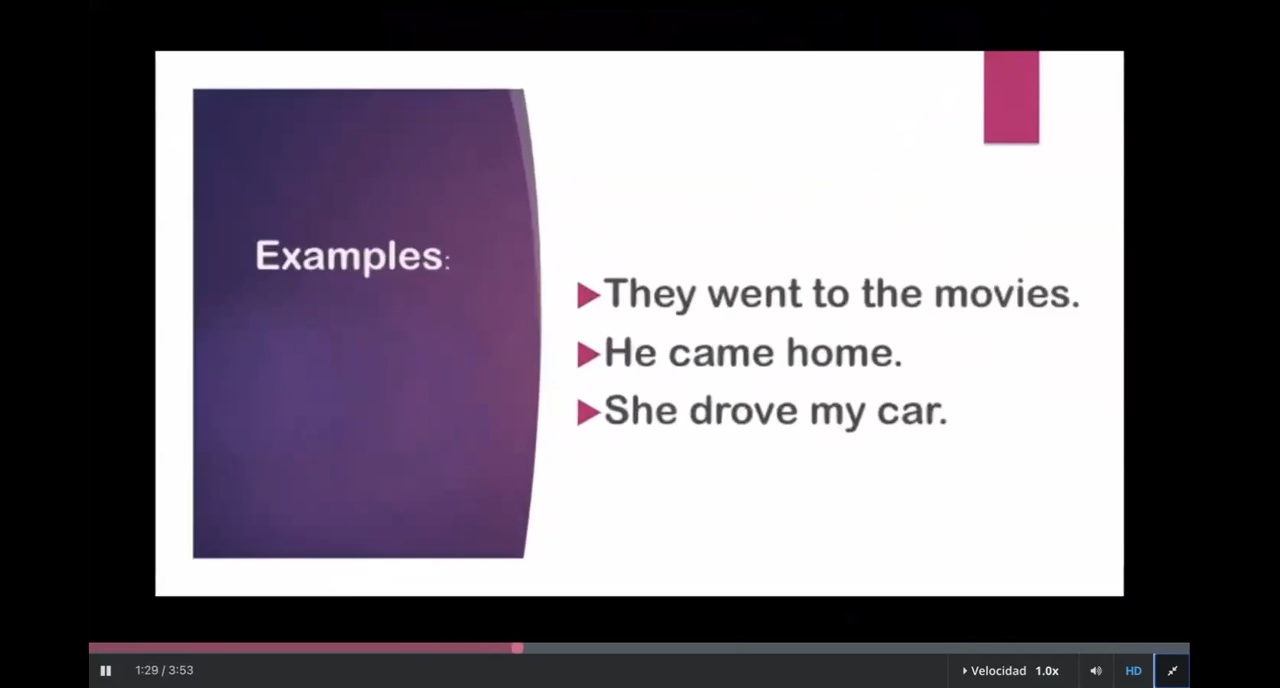 Examples:
They went to the movies.
He came home.
She drove my car.
1:29 / 3:53
Velocidad 1.0x
HD